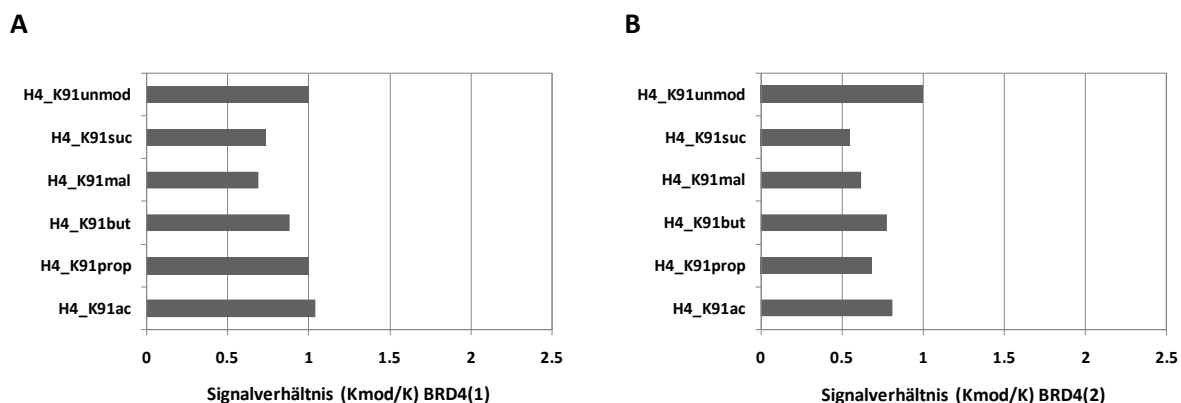 A
H4_K91unmod
H4_K91suc
H4_K91mal
H4_K91but
H4_K91prop
H4_K91ac
0 0.5 1 1.5 2 2.5
Signalverhältnis (Kmod/K) BRD4(1)
B
H4_K91unmod
H4_K91suc
H4_K91mal
H4_K91but
H4_K91prop
H4_K91ac
0 0.5 1 1.5 2 2.5
Signalverhältnis (Kmod/K) BRD4(2)